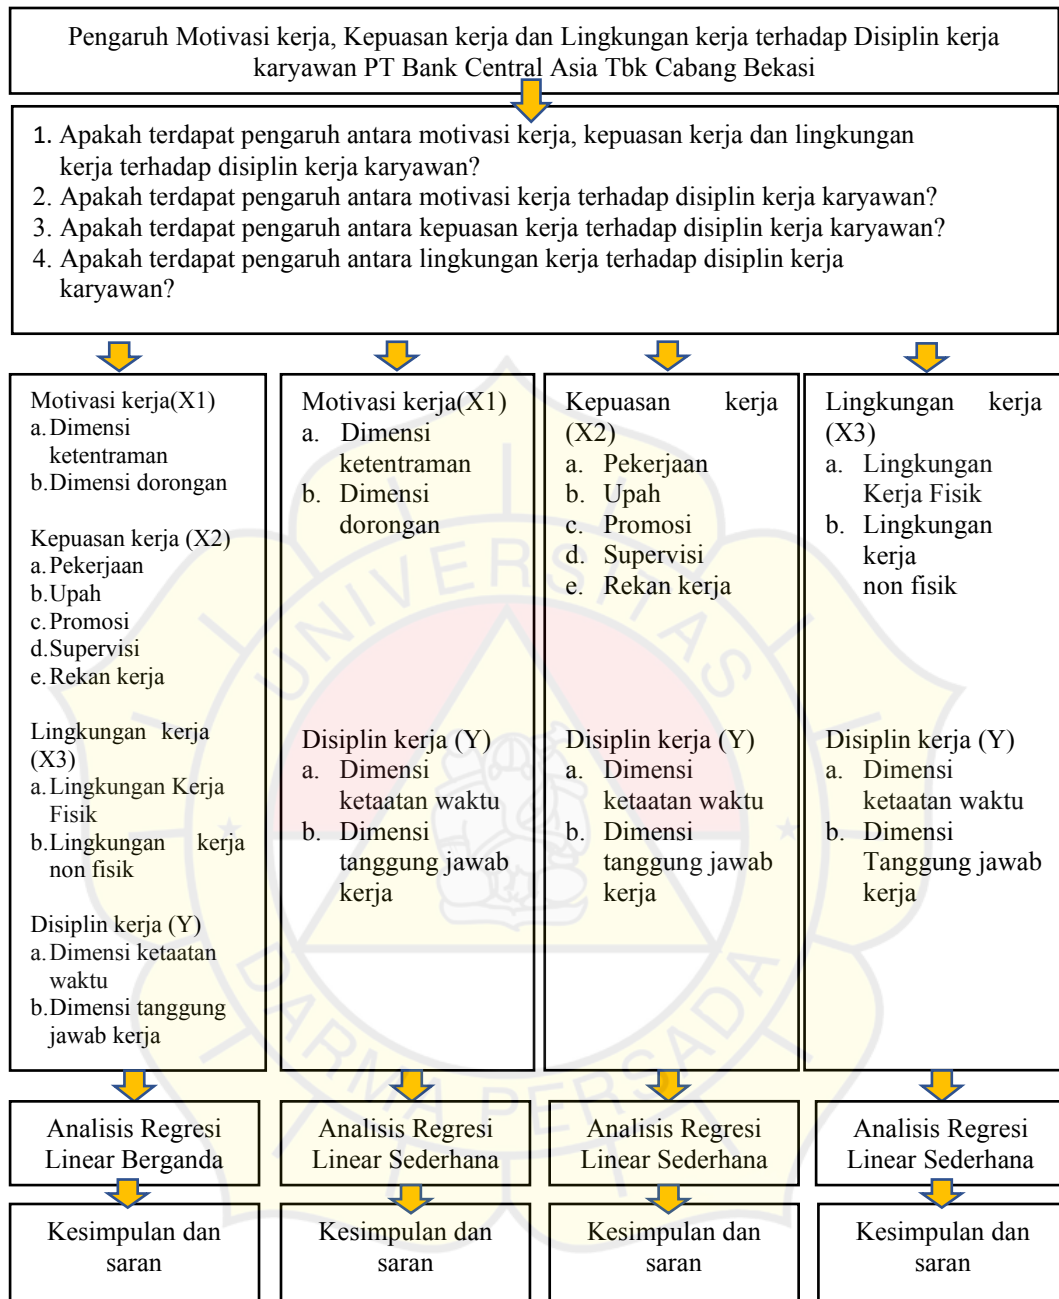 Pengaruh Motivasi kerja, Kepuasan kerja dan Lingkungan kerja terhadap Disiplin kerja
karyawan PT Bank Central Asia Tbk Cabang Bekasi
1. Apakah terdapat pengaruh antara motivasi kerja, kepuasan kerja dan lingkungan
kerja terhadap disiplin kerja karyawan?
2. Apakah terdapat pengaruh antara motivasi kerja terhadap disiplin kerja karyawan?
3. Apakah terdapat pengaruh antara kepuasan kerja terhadap disiplin kerja karyawan?
4. Apakah terdapat pengaruh antara lingkungan kerja terhadap disiplin kerja
karyawan?
Motivasi kerja(X1)
a. Dimensi
ketentraman
b. Dimensi dorongan
Kepuasan kerja (X2)
a. Pekerjaan
b. Upah
c. Promosi
d. Supervisi
e. Rekan kerja
Lingkungan kerja
(X3)
a. Lingkungan Kerja
Fisik
b. Lingkungan kerja
non fisik
Disiplin kerja (Y)
a. Dimensi ketaatan
waktu
b. Dimensi tanggung
jawab kerja
Motivasi kerja(X1)
a. Dimensi
ketentraman
b. Dimensi
dorongan
Disiplin kerja (Y)
a. Dimensi
ketaatan waktu
b. Dimensi
tanggung jawab
kerja
Kepuasan kerja
(X2)
a. Pekerjaan
b. Upah
c. Promosi
d. Supervisi
e. Rekan kerja
Disiplin kerja (Y)
a. Dimensi
ketaatan waktu
b. Dimensi
tanggung jawab
kerja
Lingkungan kerja
(X3)
a. Lingkungan
Kerja Fisik
b. Lingkungan
kerja
non fisik
Disiplin kerja (Y)
a. Dimensi
ketaatan waktu
b. Dimensi
Tanggung jawab
kerja
Analisis Regresi
Linear Berganda
Analisis Regresi
Linear Sederhana
Analisis Regresi
Linear Sederhana
Analisis Regresi
Linear Sederhana
Kesimpulan dan
saran
Kesimpulan dan
saran
Kesimpulan dan
saran
Kesimpulan dan
saran
UNIVERSITAS
DARMA PERSADA